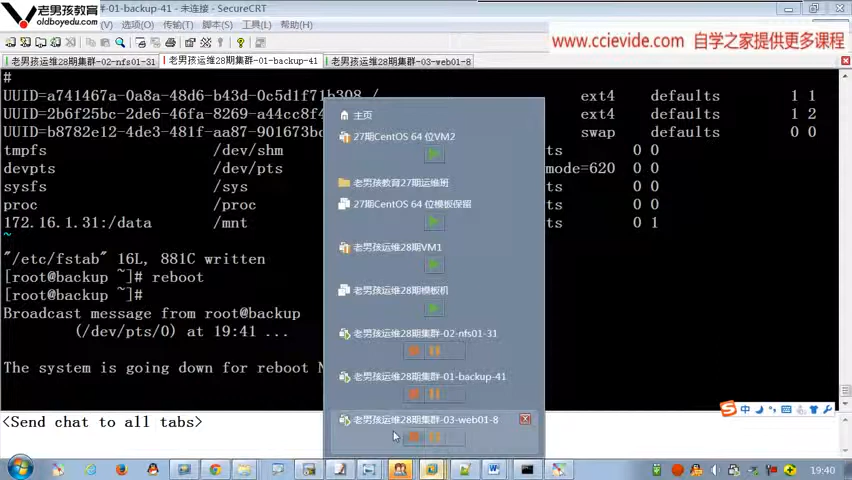 老男孩教育
oldboyedu.com
01-backup-41 - 未连接 - SecureCRT
(V) 选项(O) 传输(T) 脚本(S) 工具(L) 帮助(H)
www.ccievide.com 自学之家提供更多课程
老男孩运维28期集群-02-nfs01-31
老男孩运维28期集群-01-backup-41
老男孩运维28期集群-03-web01-8
#
UUID=a741467a-0a8a-48d6-b43d-0c5d1f71b308 / ext4 defaults 1 1
UUID=2b6f25bc-2de6-46fa-8269-a44cc8f4 ext4 defaults 1 2
UUID=b8782e12-4de3-481f-aa87-901673bc swap defaults 0 0
tmpfs /dev/shm ts 0 0
devpts /dev/pts mode=620 0 0
sysfs /sys ts 0 0
proc /proc ts 0 0
172.16.1.31:/data /mnt ts 0 1
~
"/etc/fstab" 16L, 881C written
[root@backup ~]# reboot
[root@backup ~]#
Broadcast message from root@backup
(/dev/pts/0) at 19:41 ...
The system is going down for reboot N
<Send chat to all tabs>
主页
27期CentOS 64 位VM2
老男孩教育27期运维班
27期CentOS 64 位模板保留
老男孩运维28期VM1
老男孩运维28期模板机
老男孩运维28期集群-02-nfs01-31
老男孩运维28期集群-01-backup-41
老男孩运维28期集群-03-web01-8
中
19:40